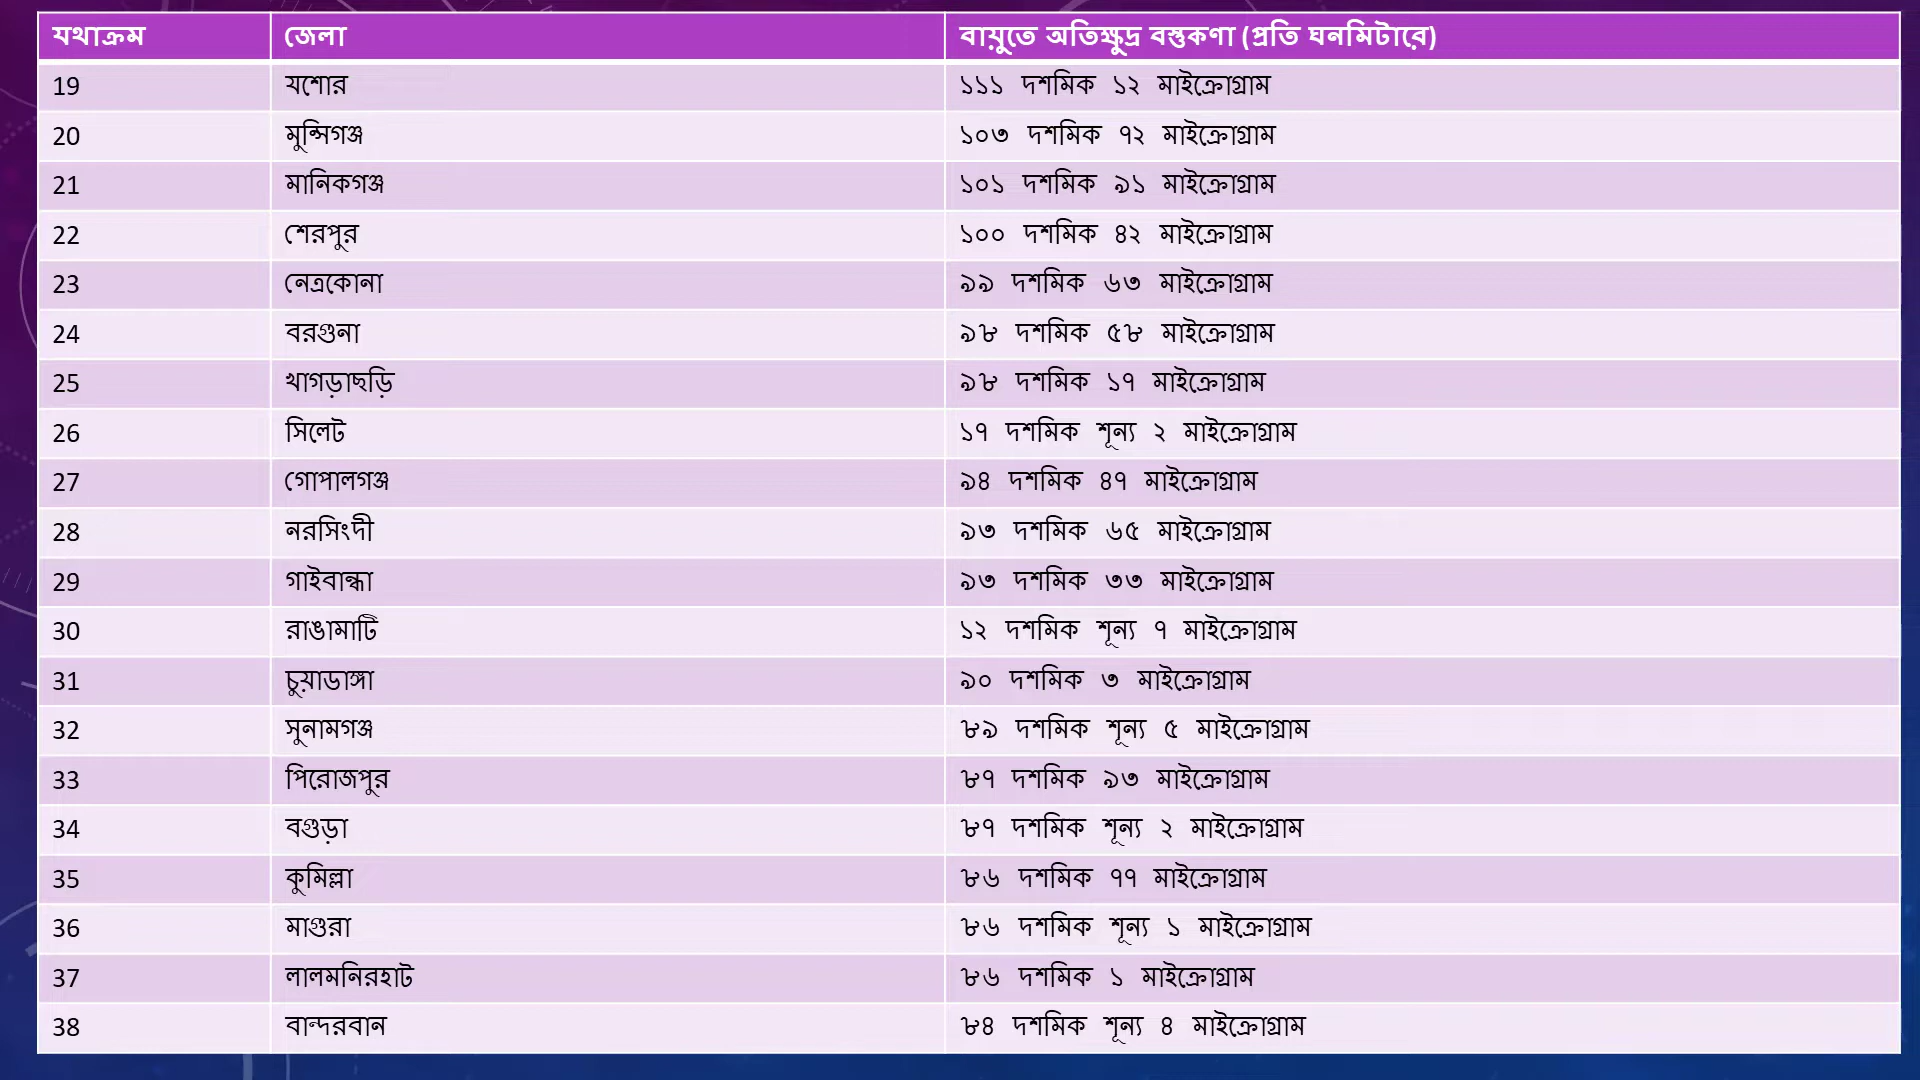 যথাক্রম জেলা বায়ুতে অতিক্ষুদ্র বস্তুকণা (প্রতি ঘনমিটারে)
19 যশোর ১১১ দশমিক ১২ মাইক্রোগ্রাম
20 মুন্সিগঞ্জ ১০৩ দশমিক ৭২ মাইক্রোগ্রাম
21 মানিকগঞ্জ ১০১ দশমিক ৯১ মাইক্রোগ্রাম
22 শেরপুর ১০০ দশমিক ৪২ মাইক্রোগ্রাম
23 নেত্রকোনা ৯৯ দশমিক ৬৩ মাইক্রোগ্রাম
24 বরগুনা ৯৮ দশমিক ৫৮ মাইক্রোগ্রাম
25 খাগড়াছড়ি ৯৮ দশমিক ১৭ মাইক্রোগ্রাম
26 সিলেট ১৭ দশমিক শূন্য ২ মাইক্রোগ্রাম
27 গোপালগঞ্জ ৯৪ দশমিক ৪৭ মাইক্রোগ্রাম
28 নরসিংদী ৯৩ দশমিক ৬৫ মাইক্রোগ্রাম
29 গাইবান্ধা ৯৩ দশমিক ৩৩ মাইক্রোগ্রাম
30 রাঙামাটি ১২ দশমিক শূন্য ৭ মাইক্রোগ্রাম
31 চুয়াডাঙ্গা ৯০ দশমিক ৩ মাইক্রোগ্রাম
32 সুনামগঞ্জ ৮৯ দশমিক শূন্য ৫ মাইক্রোগ্রাম
33 পিরোজপুর ৮৭ দশমিক ৯৩ মাইক্রোগ্রাম
34 বগুড়া ৮৭ দশমিক শূন্য ২ মাইক্রোগ্রাম
35 কুমিল্লা ৮৬ দশমিক ৭৭ মাইক্রোগ্রাম
36 মাগুরা ৮৬ দশমিক শূন্য ১ মাইক্রোগ্রাম
37 লালমনিরহাট ৮৬ দশমিক ১ মাইক্রোগ্রাম
38 বান্দরবান ৮৪ দশমিক শূন্য ৪ মাইক্রোগ্রাম